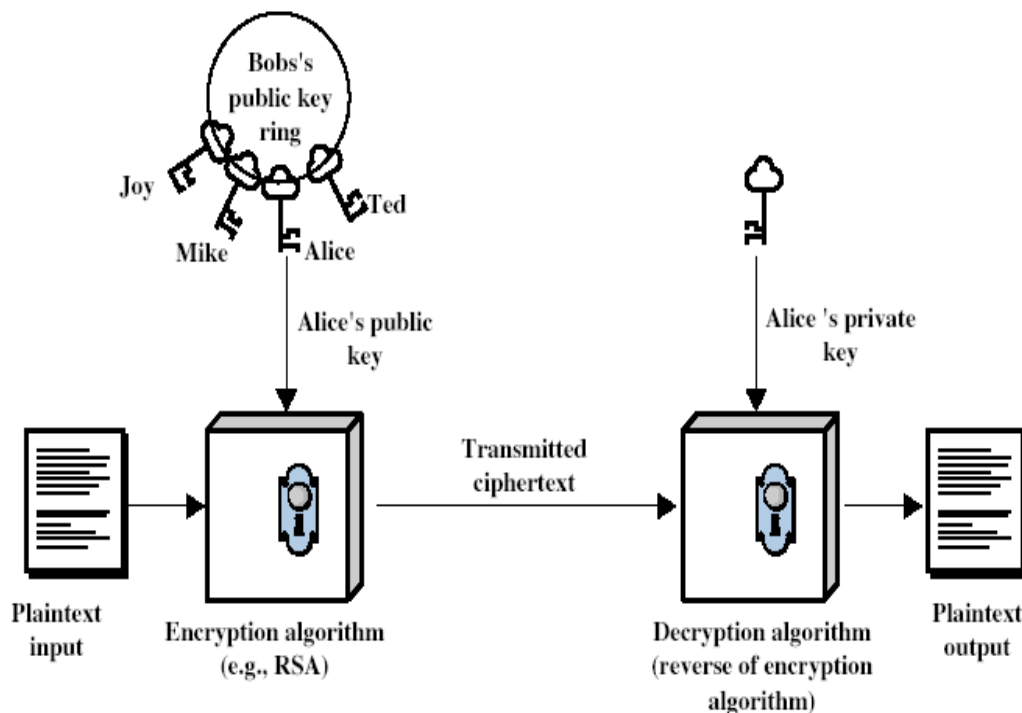 Bobs's
public key
ring
Joy
Ted
Mike
Alice
Alice's public
key
Alice 's private
key
Transmitted
ciphertext
Plaintext
input
Encryption algorithm
(e.g., RSA)
Decryption algorithm
(reverse of encryption
algorithm)
Plaintext
output